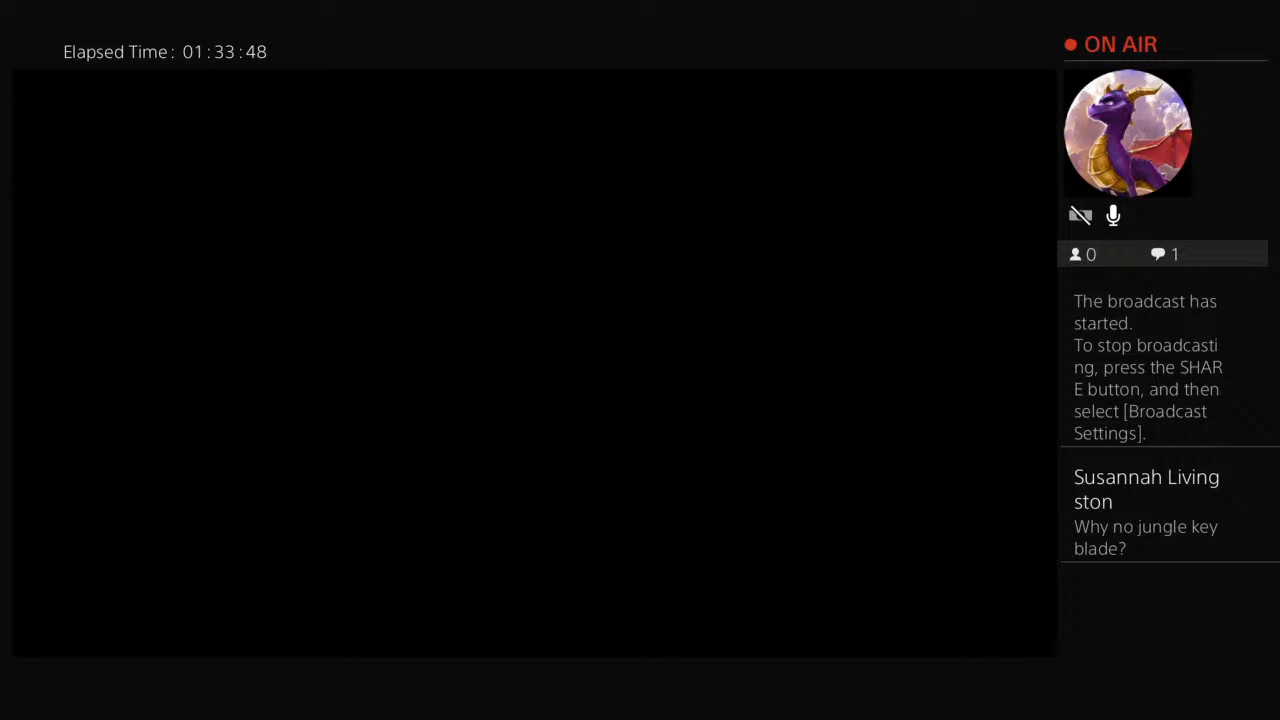 Elapsed Time: 01:33:48
ON AIR
0 1
The broadcast has
started.
To stop broadcasti
ng, press the SHAR
E button, and then
select [Broadcast
Settings].
Susannah Living
ston
Why no jungle key
blade?